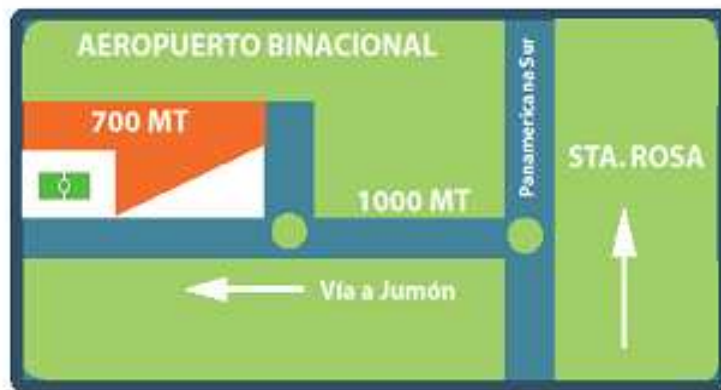 AEROPUERTO BINACIONAL
Panamericana Sur
700 MT
STA. ROSA
1000 MT
Vía a Jumón